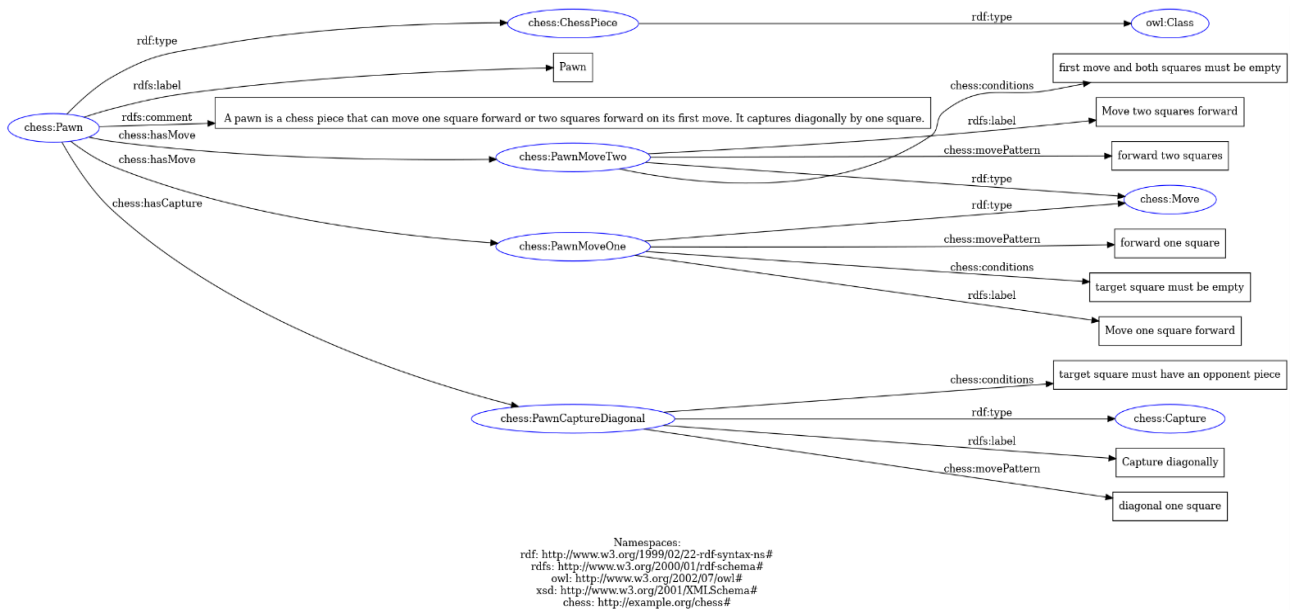 chess:ChessPiece
rdf:type
owl:Class
rdf:type
rdfs:label
Pawn
first move and both squares must be empty
chess:conditions
chess:Pawn
rdfs:comment
A pawn is a chess piece that can move one square forward or two squares forward on its first move. It captures diagonally by one square.
rdfs:label
Move two squares forward
chess:hasMove
chess:PawnMoveTwo
chess:movePattern
forward two squares
chess:hasMove
rdf:type
chess:Move
chess:hasCapture
rdf:type
chess:PawnMoveOne
chess:movePattern
forward one square
chess:conditions
target square must be empty
rdfs:label
Move one square forward
chess:conditions
target square must have an opponent piece
chess:PawnCaptureDiagonal
rdf:type
chess:Capture
rdfs:label
Capture diagonally
chess:movePattern
diagonal one square
Namespaces:
rdf: http://www.w3.org/1999/02/22-rdf-syntax-ns#
rdfs: http://www.w3.org/2000/01/rdf-schema#
owl: http://www.w3.org/2002/07/owl#
xsd: http://www.w3.org/2001/XMLSchema#
chess: http://example.org/chess#